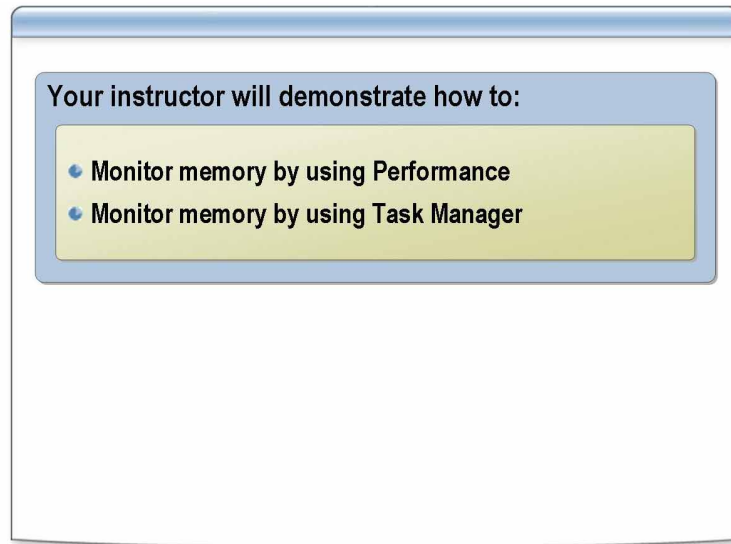 Your instructor will demonstrate how to:
Monitor memory by using Performance
Monitor memory by using Task Manager